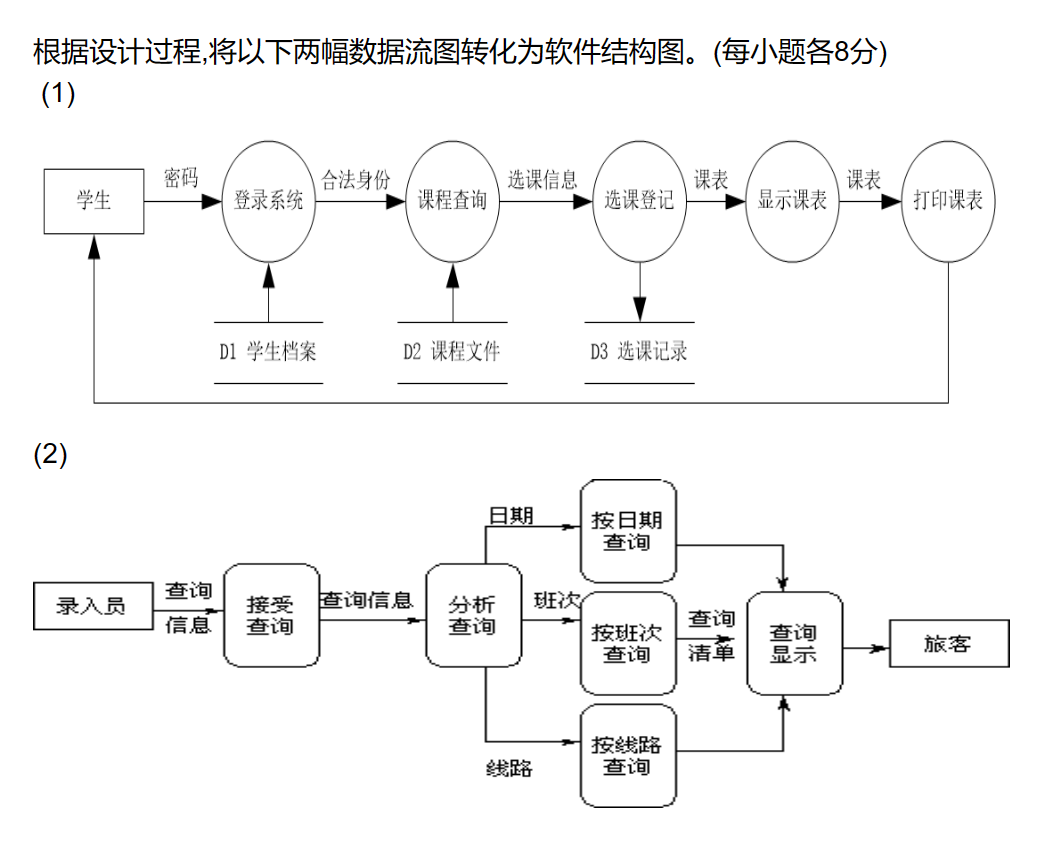 根据设计过程,将以下两幅数据流图转化为软件结构图。(每小题各8分)
(1)
学生
密码
登录系统
合法身份
课程查询
选课信息
选课登记
课表
显示课表
课表
打印课表
D1 学生档案
D2 课程文件
D3 选课记录
(2)
录入员
查询
信息
接受
查询
查询信息
分析
查询
日期
按日期
查询
班次
按班次
查询
线路
按线路
查询
查询
清单
查询
显示
旅客